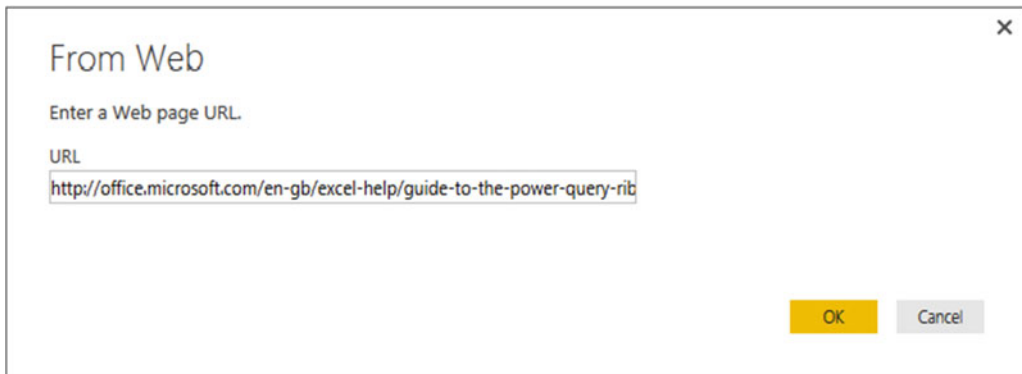 From Web
Enter a Web page URL.
URL
http://office.microsoft.com/en-gb/excel-help/guide-to-the-power-query-rib
OK
Cancel